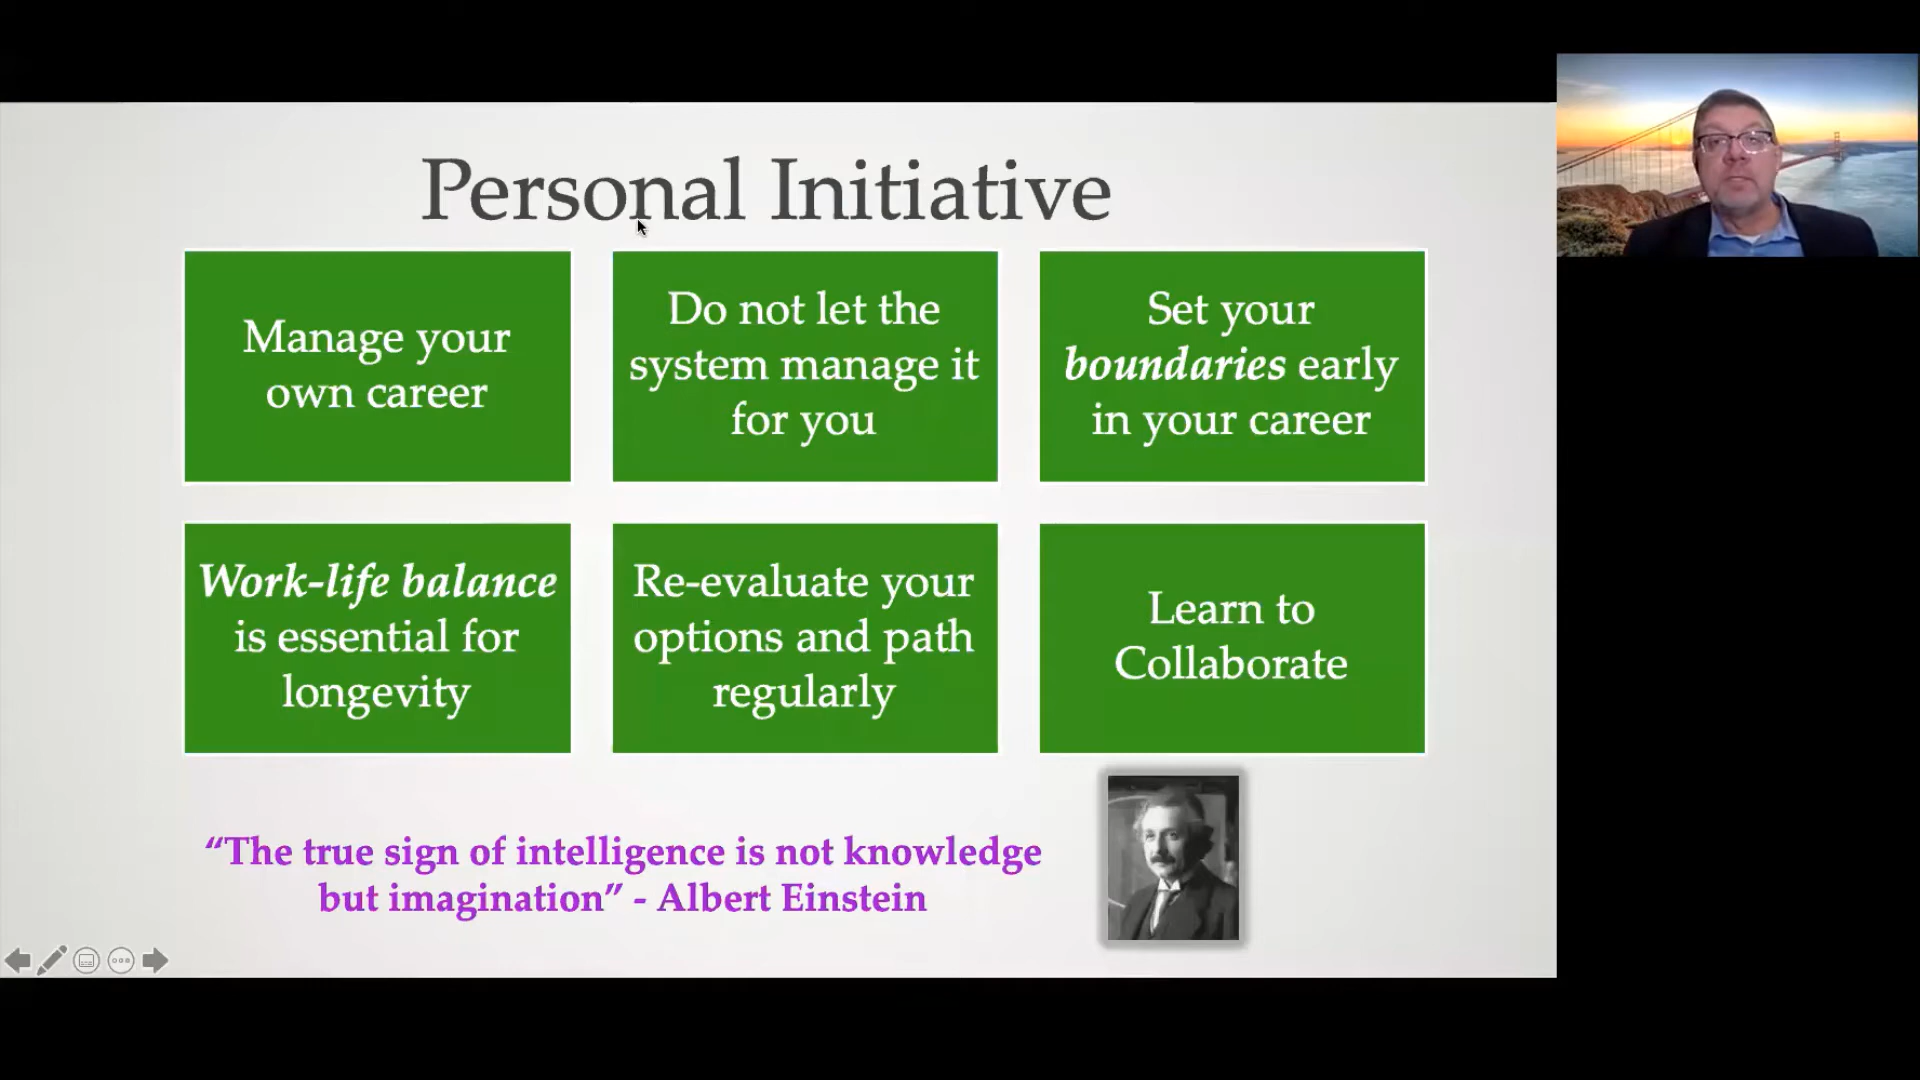 Personal Initiative
Manage your
own career
Do not let the
system manage it
for you
Set your
boundaries early
in your career
Work-life balance
is essential for
longevity
Re-evaluate your
options and path
regularly
Learn to
Collaborate
“The true sign of intelligence is not knowledge
but imagination” - Albert Einstein